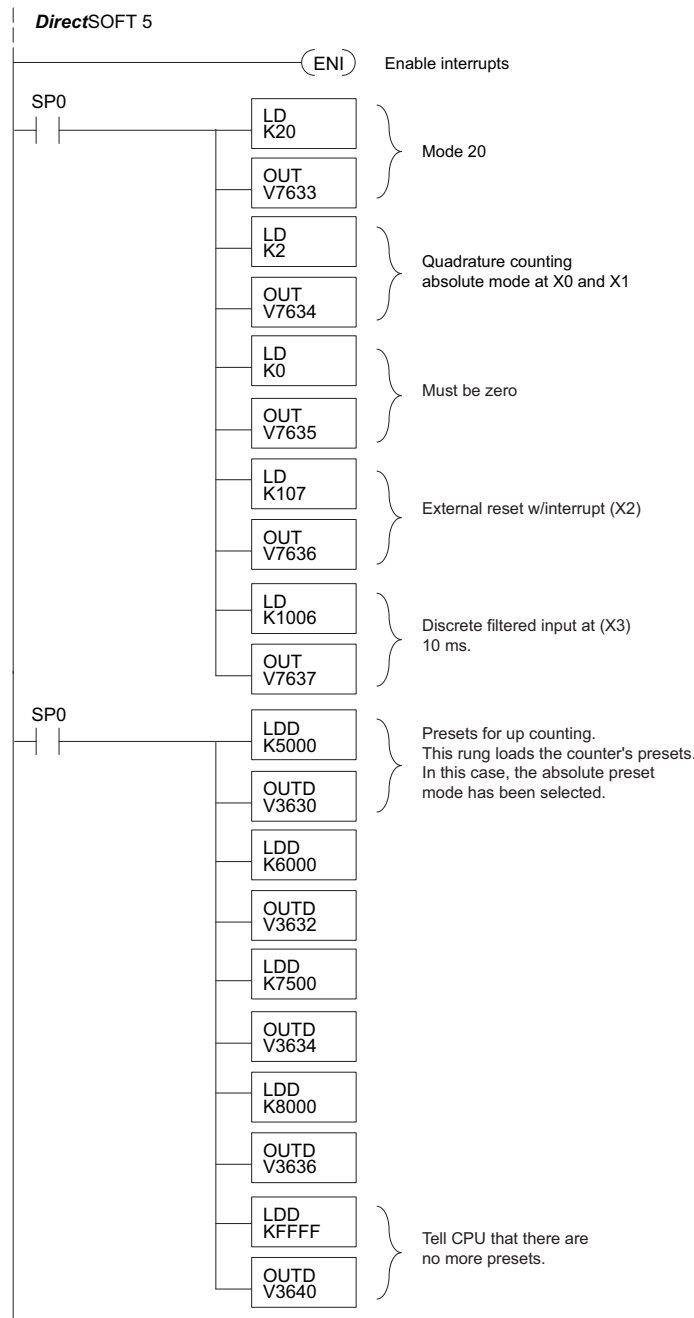 DirectSOFT 5
ENI
Enable interrupts
SP0
LD
K20
OUT
V7633
Mode 20
LD
K2
OUT
V7634
Quadrature counting
absolute mode at X0 and X1
LD
K0
OUT
V7635
Must be zero
LD
K107
OUT
V7636
External reset w/interrupt (X2)
LD
K1006
OUT
V7637
Discrete filtered input at (X3)
10 ms.
SP0
LDD
K5000
OUTD
V3630
Presets for up counting.
This rung loads the counter's presets.
In this case, the absolute preset
mode has been selected.
LDD
K6000
OUTD
V3632
LDD
K7500
OUTD
V3634
LDD
K8000
OUTD
V3636
LDD
KFFFF
OUTD
V3640
Tell CPU that there are
no more presets.